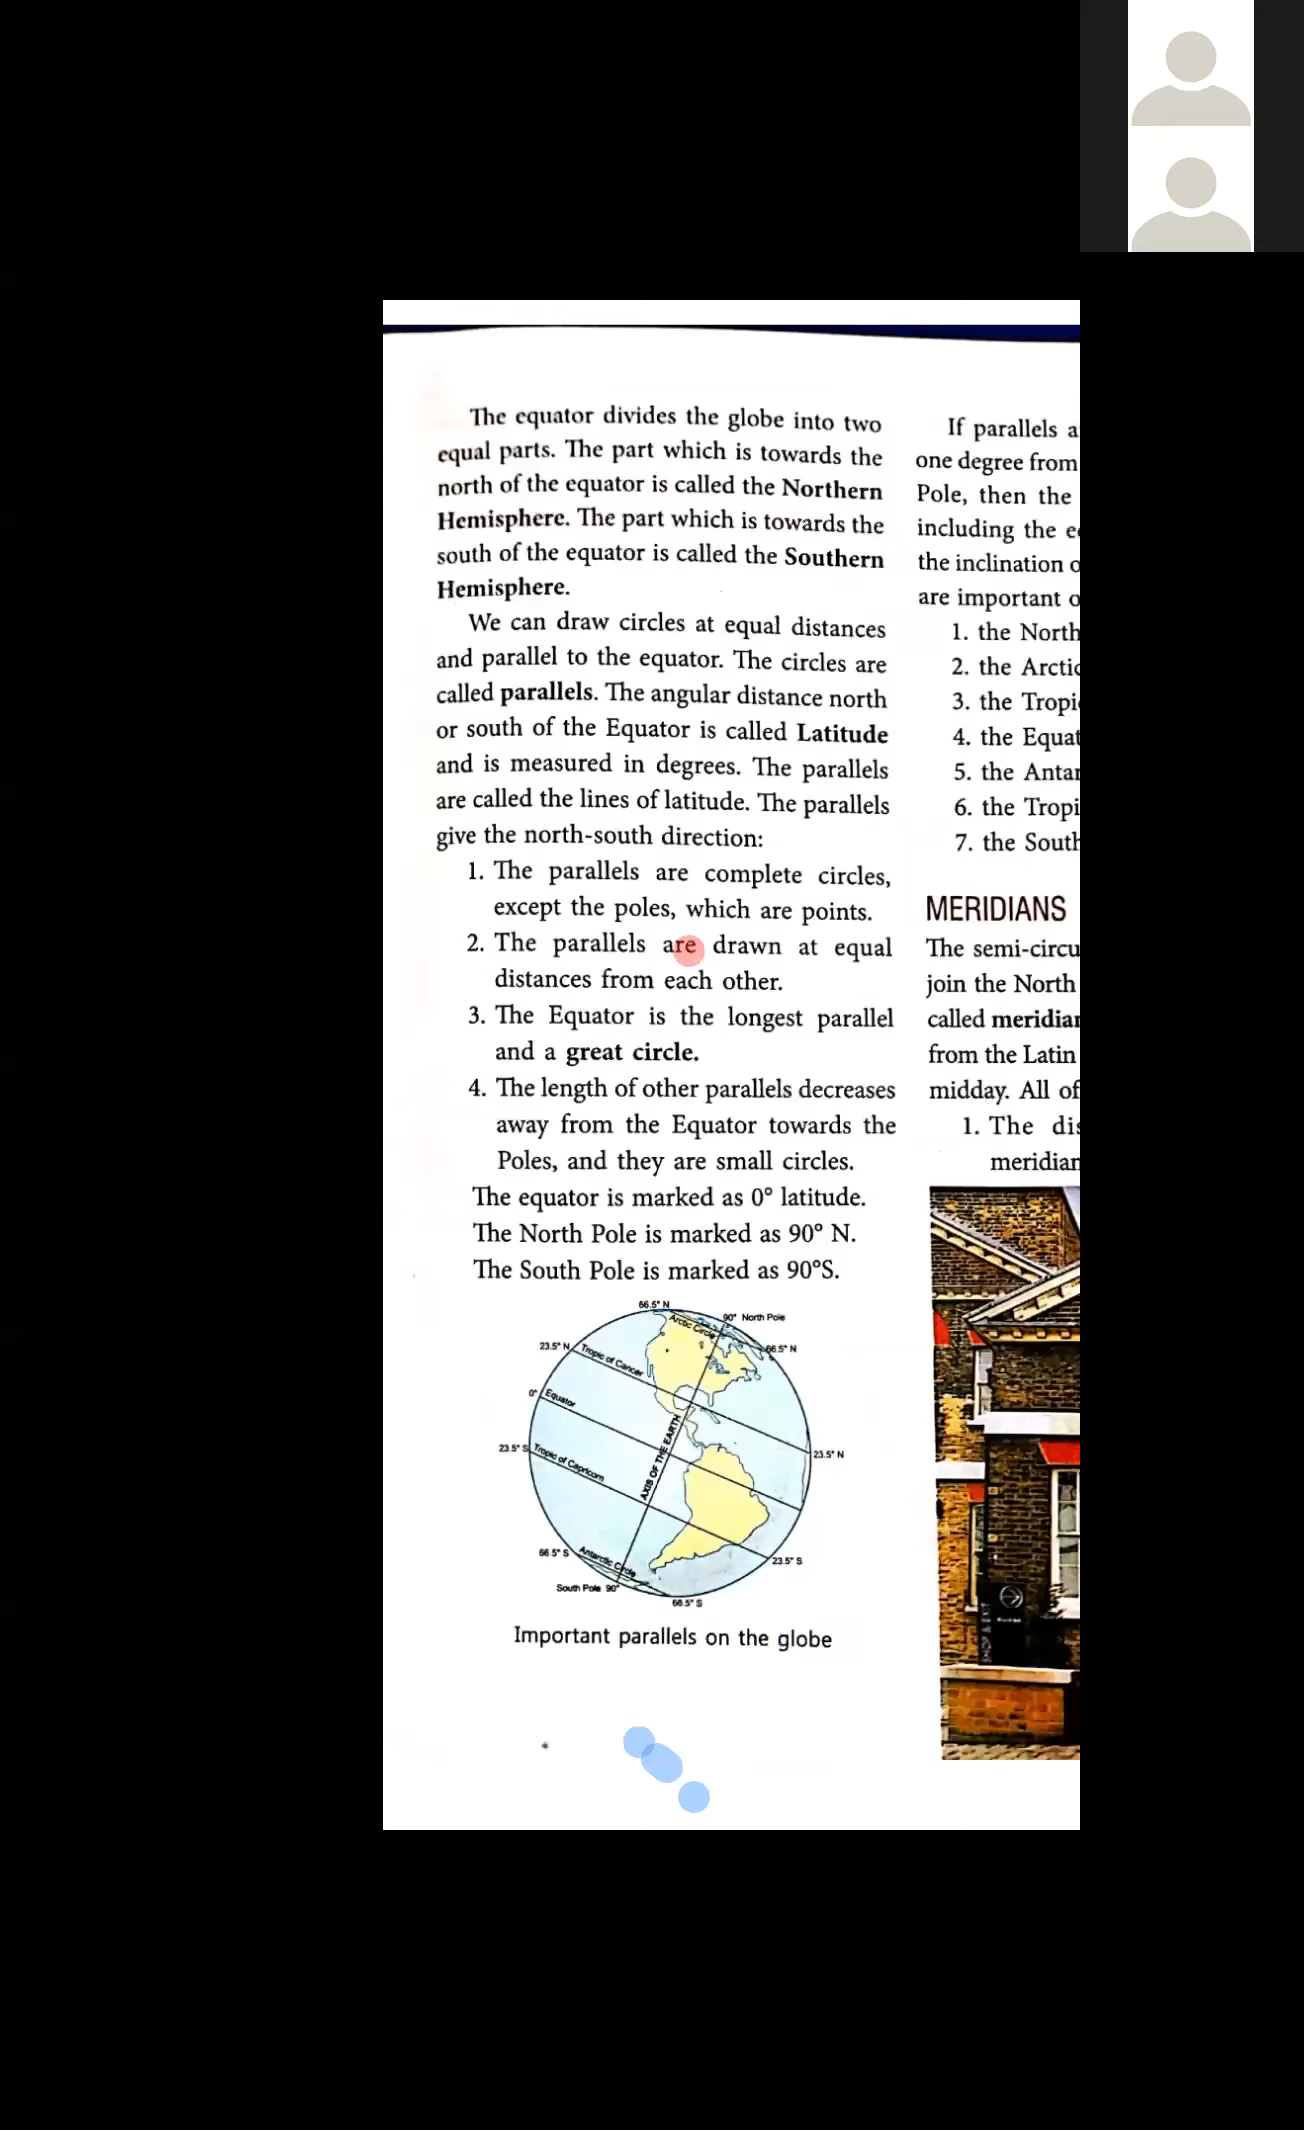 The equator divides the globe into two
equal parts. The part which is towards the
north of the equator is called the Northern
Hemisphere. The part which is towards the
south of the equator is called the Southern
Hemisphere.
We can draw circles at equal distances
and parallel to the equator. The circles are
called parallels. The angular distance north
or south of the Equator is called Latitude
and is measured in degrees. The parallels
are called the lines of latitude. The parallels
give the north-south direction:
1. The parallels are complete circles,
except the poles, which are points.
2. The parallels are drawn at equal
distances from each other.
3. The Equator is the longest parallel
and a great circle.
4. The length of other parallels decreases
away from the Equator towards the
Poles, and they are small circles.
The equator is marked as 0° latitude.
The North Pole is marked as 90° N.
The South Pole is marked as 90°S.
66.5° N
90° North Pole
Arctic Circle
66.5° N
23.5° N
Tropic of Cancer
0°
Equator
AXIS OF THE EARTH
23.5° S
Tropic of Capricorn
23.5° N
66.5° S
Antarctic Circle
23.5° S
South Pole 90°
66.5° S
Important parallels on the globe
If parallels
one degree from
Pole, then the
including the
the inclination
are important
1. the North
2. the
3. the
4. the
5. the
6. the
7. the
MERIDIANS
The
join the North
called
from the Latin
midday. All of
1. The
SHOP & EXIT